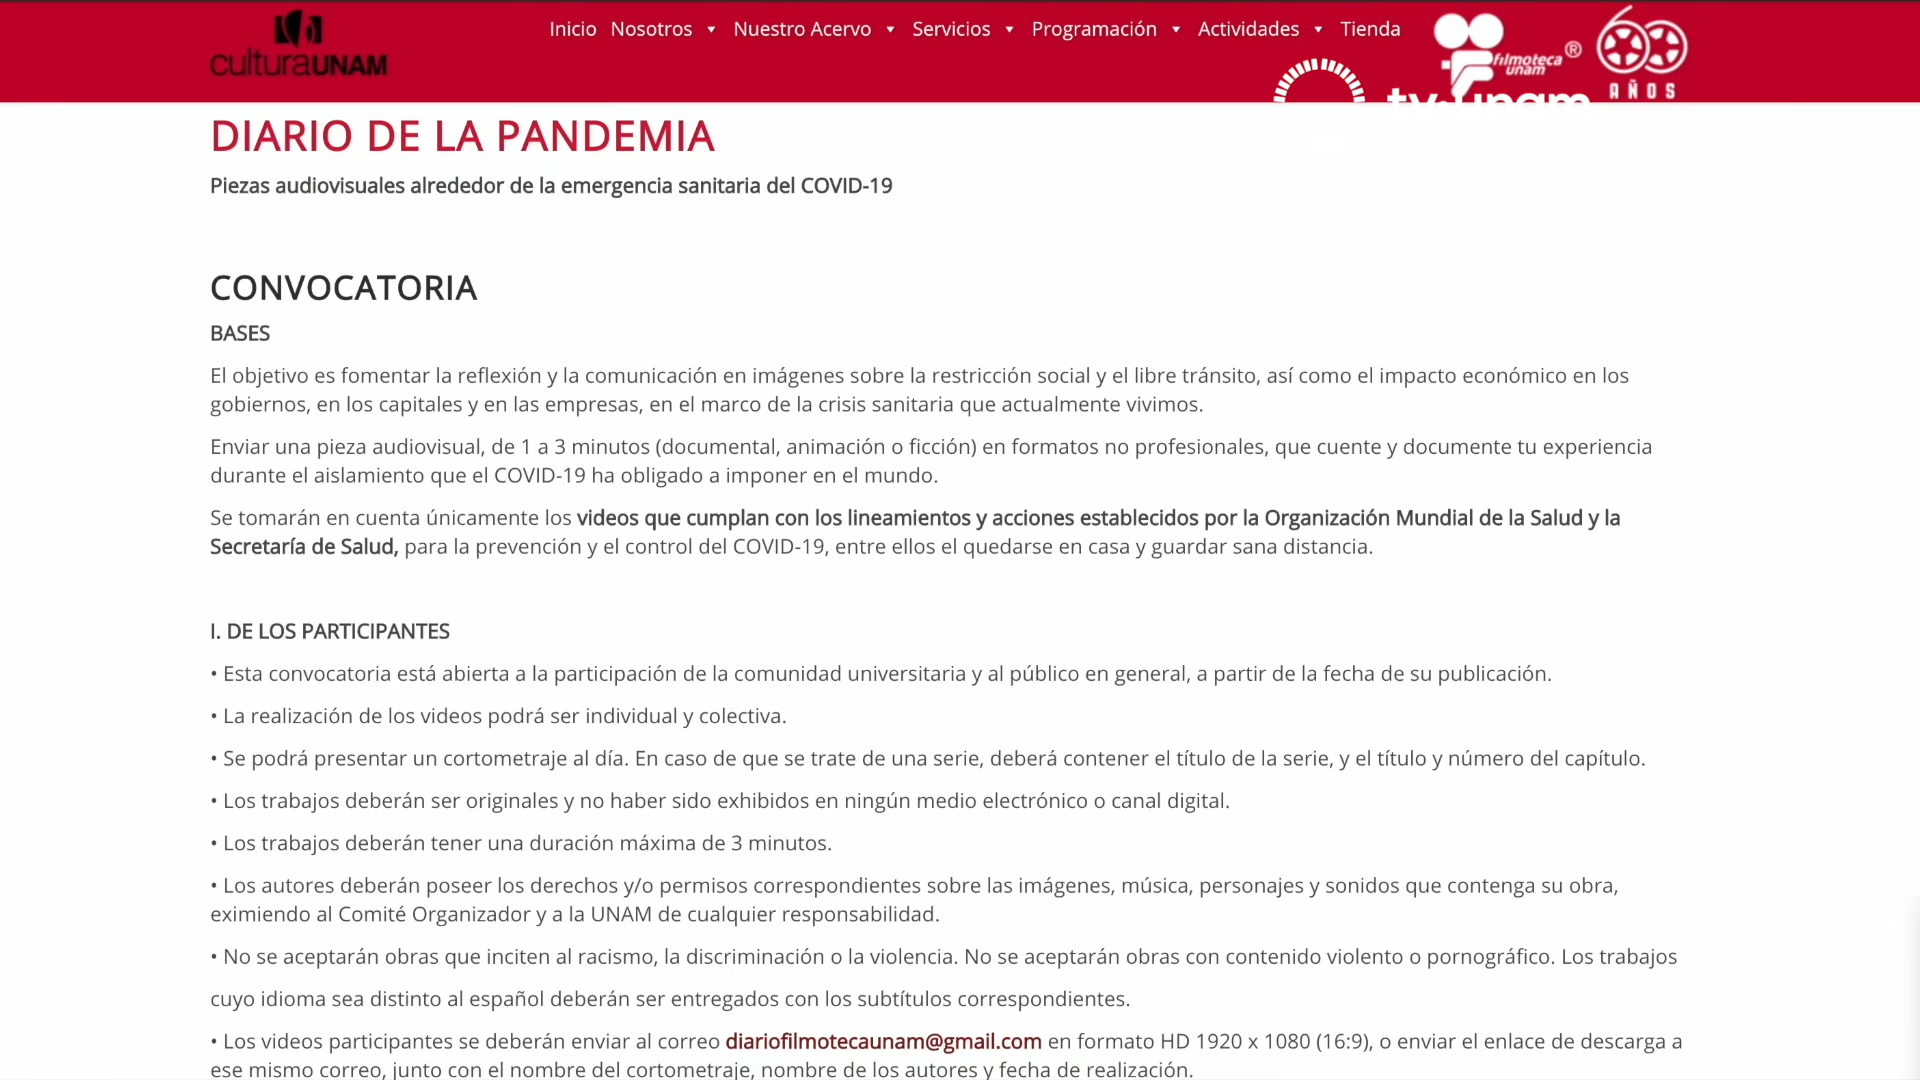 culturaUNAM
Inicio Nosotros Nuestro Acervo Servicios Programación Actividades Tienda
filmoteca ®
unam
60
AÑOS
tv.unam
DIARIO DE LA PANDEMIA
Piezas audiovisuales alrededor de la emergencia sanitaria del COVID-19
CONVOCATORIA
BASES
El objetivo es fomentar la reflexión y la comunicación en imágenes sobre la restricción social y el libre tránsito, así como el impacto económico en los
gobiernos, en los capitales y en las empresas, en el marco de la crisis sanitaria que actualmente vivimos.
Enviar una pieza audiovisual, de 1 a 3 minutos (documental, animación o ficción) en formatos no profesionales, que cuente y documente tu experiencia
durante el aislamiento que el COVID-19 ha obligado a imponer en el mundo.
Se tomarán en cuenta únicamente los videos que cumplan con los lineamientos y acciones establecidos por la Organización Mundial de la Salud y la
Secretaría de Salud, para la prevención y el control del COVID-19, entre ellos el quedarse en casa y guardar sana distancia.
I. DE LOS PARTICIPANTES
• Esta convocatoria está abierta a la participación de la comunidad universitaria y al público en general, a partir de la fecha de su publicación.
• La realización de los videos podrá ser individual y colectiva.
• Se podrá presentar un cortometraje al día. En caso de que se trate de una serie, deberá contener el título de la serie, y el título y número del capítulo.
• Los trabajos deberán ser originales y no haber sido exhibidos en ningún medio electrónico o canal digital.
• Los trabajos deberán tener una duración máxima de 3 minutos.
• Los autores deberán poseer los derechos y/o permisos correspondientes sobre las imágenes, música, personajes y sonidos que contenga su obra,
eximiendo al Comité Organizador y a la UNAM de cualquier responsabilidad.
• No se aceptarán obras que inciten al racismo, la discriminación o la violencia. No se aceptarán obras con contenido violento o pornográfico. Los trabajos
cuyo idioma sea distinto al español deberán ser entregados con los subtítulos correspondientes.
• Los videos participantes se deberán enviar al correo diariofilmotecaunam@gmail.com en formato HD 1920 x 1080 (16:9), o enviar el enlace de descarga a
ese mismo correo, junto con el nombre del cortometraje, nombre de los autores y fecha de realización.